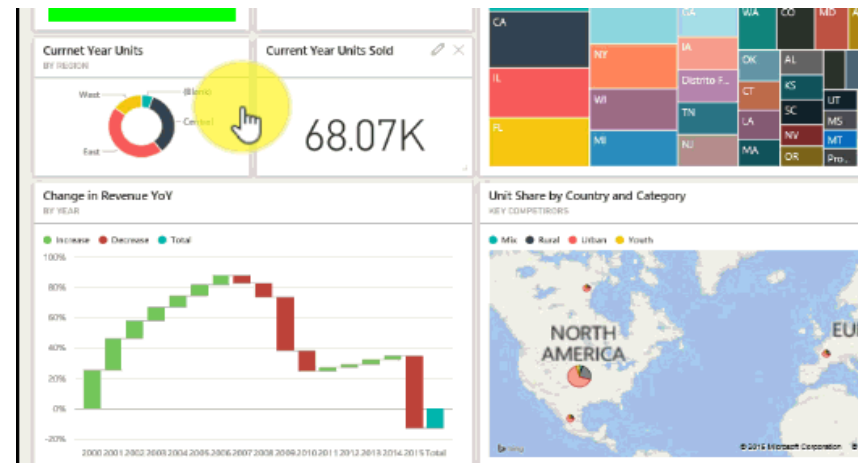 Currnet Year Units
BY REGION
West
(Blank)
Central
East
Current Year Units Sold
68.07K
CA
IL
FL
NY
WI
MI
CA
IA
Distrito F...
TN
NJ
WA
OK
CT
LA
MA
CO
AL
KS
SC
NV
OR
MD
UT
MS
MT
Pro...
Change in Revenue YoY
BY YEAR
Increase Decrease Total
100%
80%
60%
40%
20%
0%
-20%
2000 2001 2002 2003 2004 2005 2006 2007 2008 2009 2010 2011 2012 2013 2014 2015 Total
Unit Share by Country and Category
KEY COMPETITORS
Mix Rural Urban Youth
NORTH
AMERICA
EU
© 2015 Microsoft Corporation